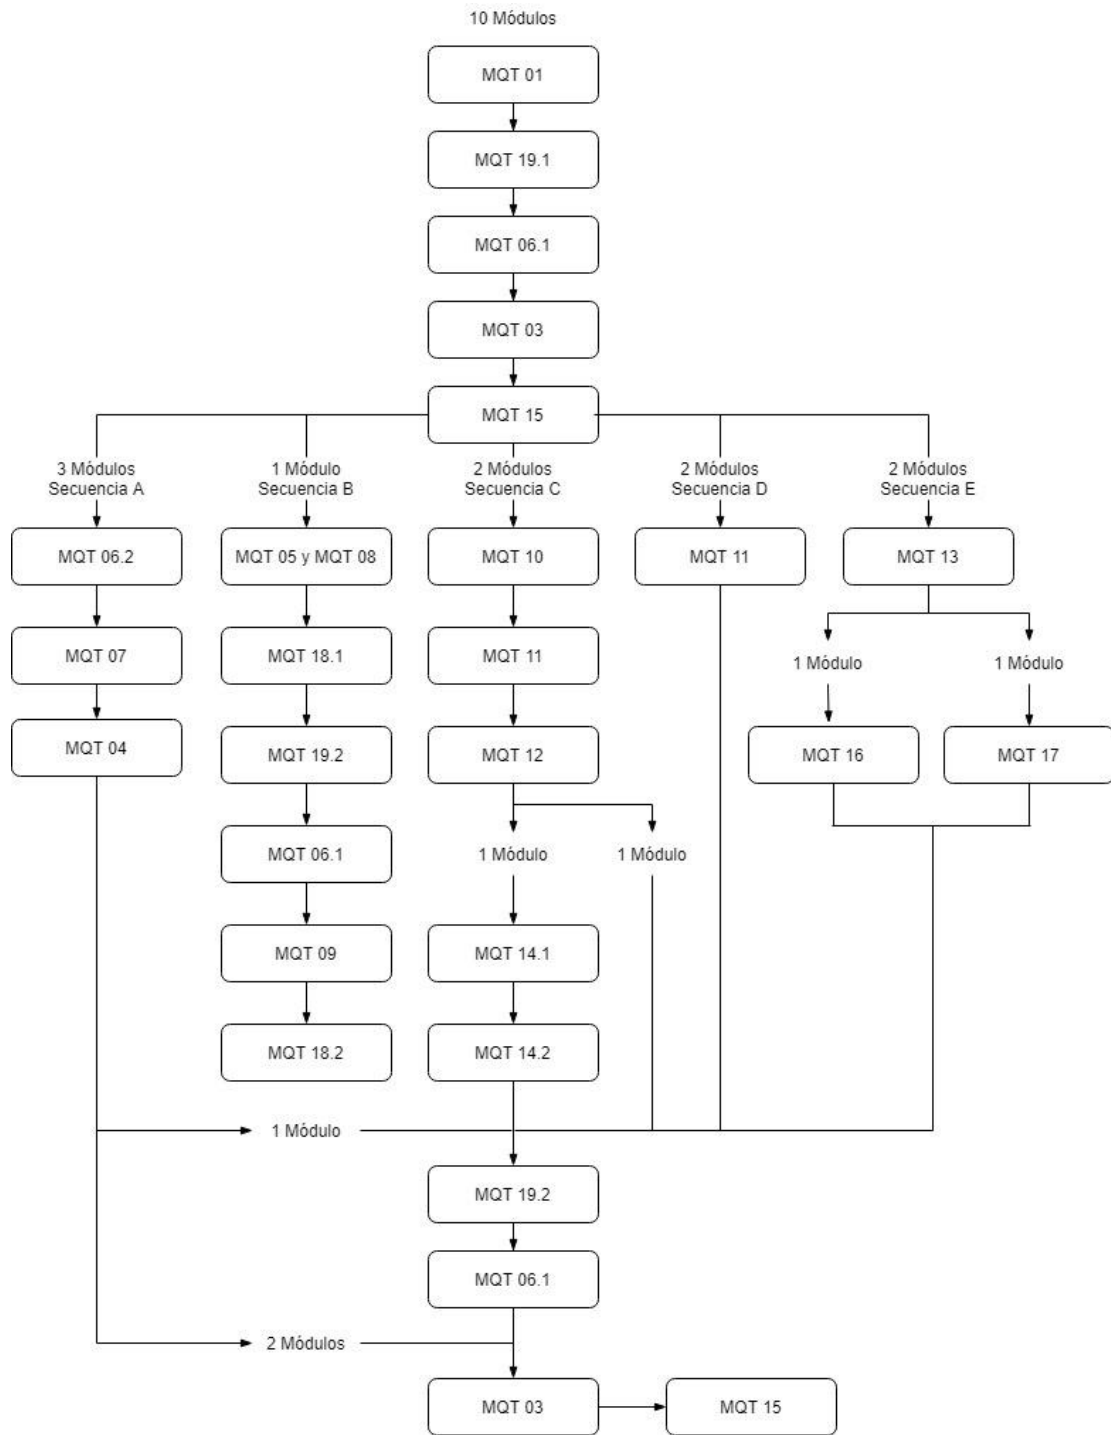 10 Módulos
MQT 01
MQT 19.1
MQT 06.1
MQT 03
MQT 15
3 Módulos
Secuencia A
1 Módulo
Secuencia B
2 Módulos
Secuencia C
2 Módulos
Secuencia D
2 Módulos
Secuencia E
MQT 06.2
MQT 05 y MQT 08
MQT 10
MQT 11
MQT 13
MQT 07
MQT 18.1
MQT 11
1 Módulo
1 Módulo
MQT 04
MQT 19.2
MQT 12
MQT 16
MQT 17
MQT 06.1
1 Módulo
1 Módulo
MQT 09
MQT 14.1
MQT 18.2
MQT 14.2
1 Módulo
MQT 19.2
MQT 06.1
2 Módulos
MQT 03
MQT 15